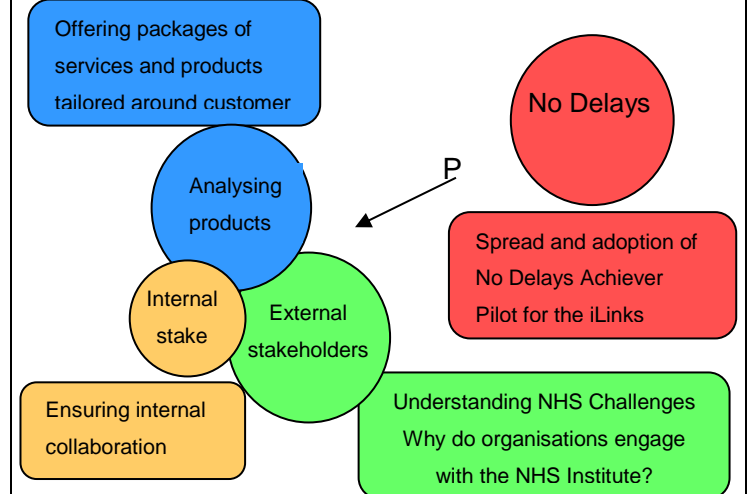 Offering packages of
services and products
tailored around customer
No Delays
P
Analysing
products
Spread and adoption of
No Delays Achiever
Pilot for the iLinks
Internal
stake
External
stakeholders
Ensuring internal
collaboration
Understanding NHS Challenges
Why do organisations engage
with the NHS Institute?